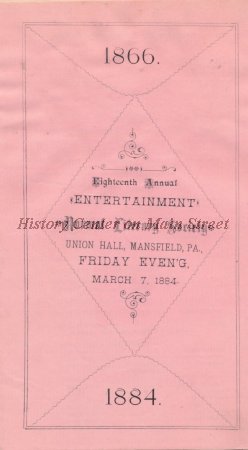 1866.
Eighteenth Annual
ENTERTAINMENT
History Center on Main Street
UNION HALL, MANSFIELD, PA.,
FRIDAY EVEN'G,
MARCH 7, 1884.
1884.